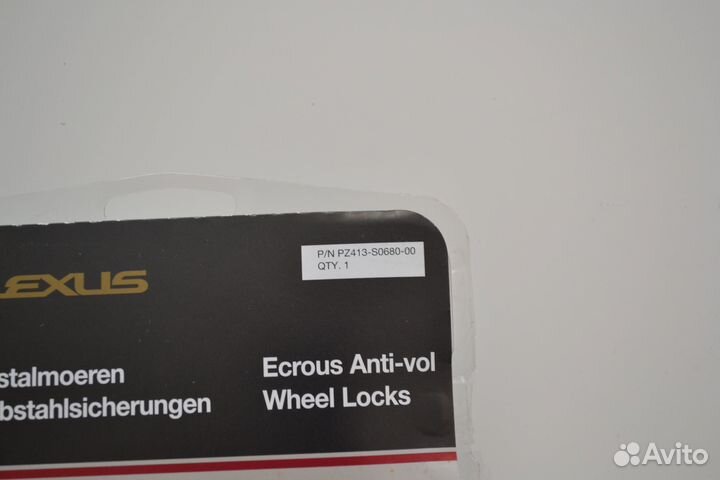 P/N PZ413-S0680-00
QTY. 1
LEXUS
stalmoeren
bstahlsicherungen
Ecrous Anti-vol
Wheel Locks
Avito